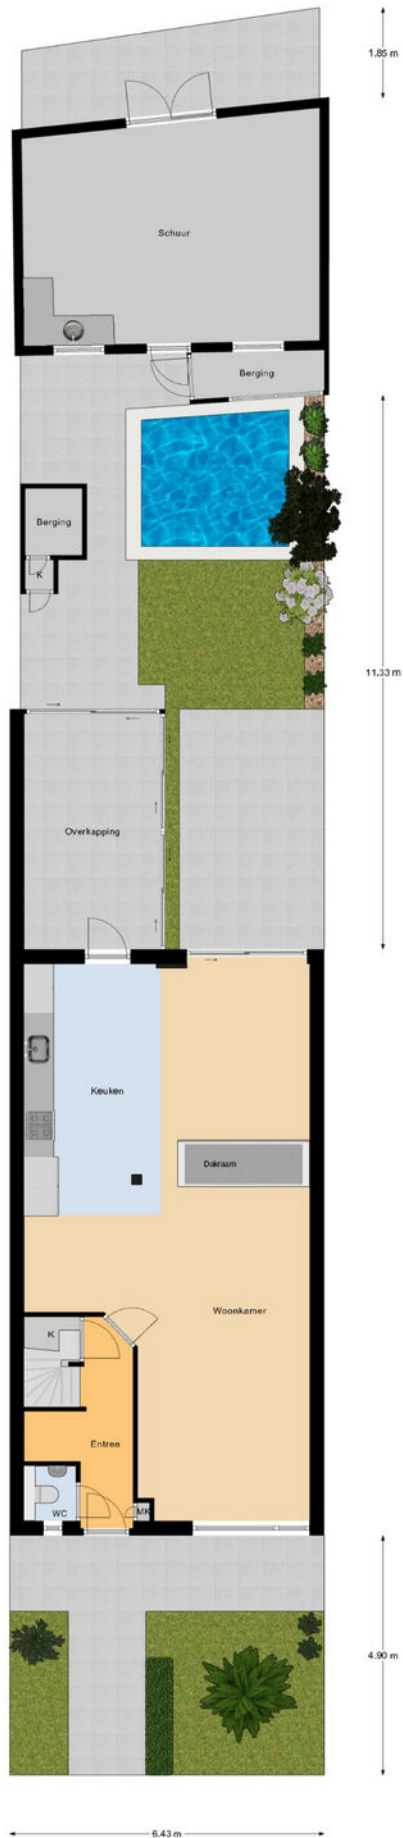 1.85 m
Schuur
Berging
Berging
K
11.33 m
Overkapping
Keuken
Dakraam
Woonkamer
K
Entree
WC
MK
4.90 m
6.43 m